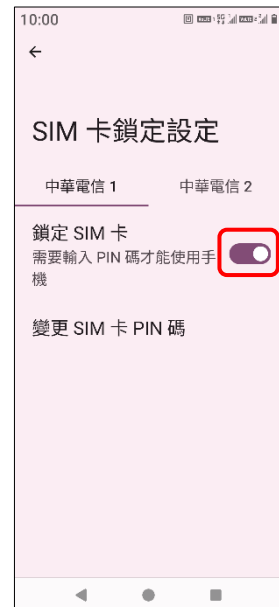 10:00
SIM 卡鎖定設定
中華電信 1 中華電信 2
鎖定 SIM 卡
需要輸入 PIN 碼才能使用手
機
變更 SIM 卡 PIN 碼